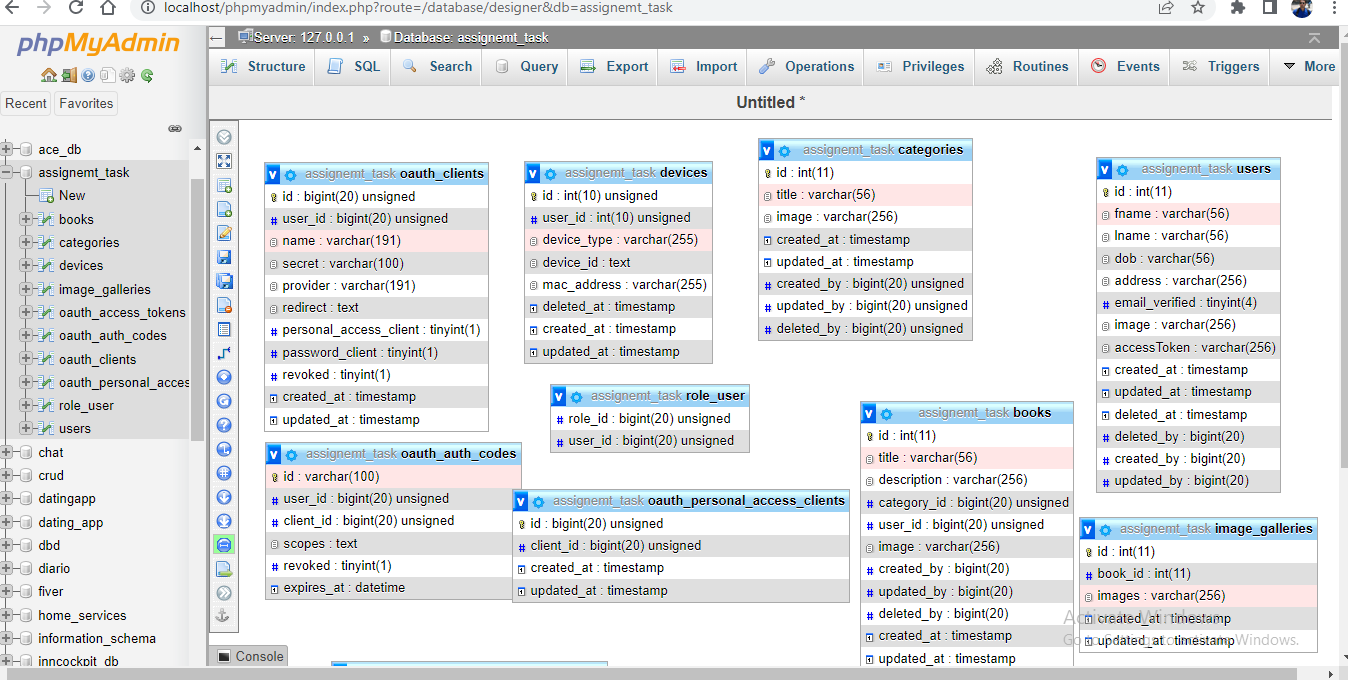 localhost/phpmyadmin/index.php?route=/database/designer&db=assignemt_task
phpMyAdmin
Recent Favorites
ace_db
assignemt_task
New
books
categories
devices
image_galleries
oauth_access_tokens
oauth_auth_codes
oauth_clients
oauth_personal_acces
role_user
users
chat
crud
datingapp
dating_app
dbd
diario
fiver
home_services
information_schema
inncockpit_db
Server: 127.0.0.1 » Database: assignemt_task
Structure SQL Search Query Export Import Operations Privileges Routines Events Triggers More
Untitled *
v assignemt_task oauth_clients
id : bigint(20) unsigned
# user_id : bigint(20) unsigned
name : varchar(191)
secret : varchar(100)
provider : varchar(191)
redirect : text
# personal_access_client : tinyint(1)
# password_client : tinyint(1)
# revoked : tinyint(1)
created_at : timestamp
updated_at : timestamp
v assignemt_task oauth_auth_codes
id : varchar(100)
# user_id : bigint(20) unsigned
# client_id : bigint(20) unsigned
scopes : text
# revoked : tinyint(1)
expires_at : datetime
v assignemt_task devices
id : int(10) unsigned
# user_id : int(10) unsigned
device_type : varchar(255)
device_id : text
mac_address : varchar(255)
deleted_at : timestamp
created_at : timestamp
updated_at : timestamp
v assignemt_task role_user
# role_id : bigint(20) unsigned
# user_id : bigint(20) unsigned
v assignemt_task oauth_personal_access_clients
id : bigint(20) unsigned
# client_id : bigint(20) unsigned
created_at : timestamp
updated_at : timestamp
v assignemt_task categories
id : int(11)
title : varchar(56)
image : varchar(256)
created_at : timestamp
updated_at : timestamp
# created_by : bigint(20) unsigned
# updated_by : bigint(20) unsigned
# deleted_by : bigint(20) unsigned
v assignemt_task books
id : int(11)
title : varchar(56)
description : varchar(256)
# category_id : bigint(20) unsigned
# user_id : bigint(20) unsigned
image : varchar(256)
# created_by : bigint(20)
# updated_by : bigint(20)
# deleted_by : bigint(20)
created_at : timestamp
updated_at : timestamp
v assignemt_task users
id : int(11)
fname : varchar(56)
lname : varchar(56)
dob : varchar(56)
address : varchar(256)
# email_verified : tinyint(4)
image : varchar(256)
accessToken : varchar(256)
created_at : timestamp
updated_at : timestamp
deleted_at : timestamp
# deleted_by : bigint(20)
# created_by : bigint(20)
# updated_by : bigint(20)
v assignemt_task image_galleries
id : int(11)
# book_id : int(11)
images : varchar(256)
created_at : timestamp
updated_at : timestamp
Activate Windows
Go to Settings to activate Windows.
Console